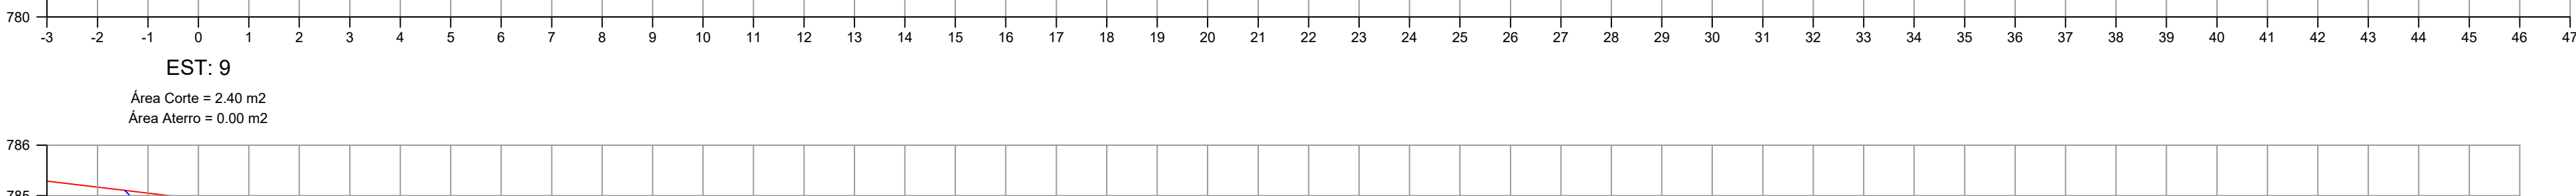 780
-3 -2 -1 0 1 2 3 4 5 6 7 8 9 10 11 12 13 14 15 16 17 18 19 20 21 22 23 24 25 26 27 28 29 30 31 32 33 34 35 36 37 38 39 40 41 42 43 44 45 46 47
EST: 9
Área Corte = 2.40 m2
Área Aterro = 0.00 m2
786
785